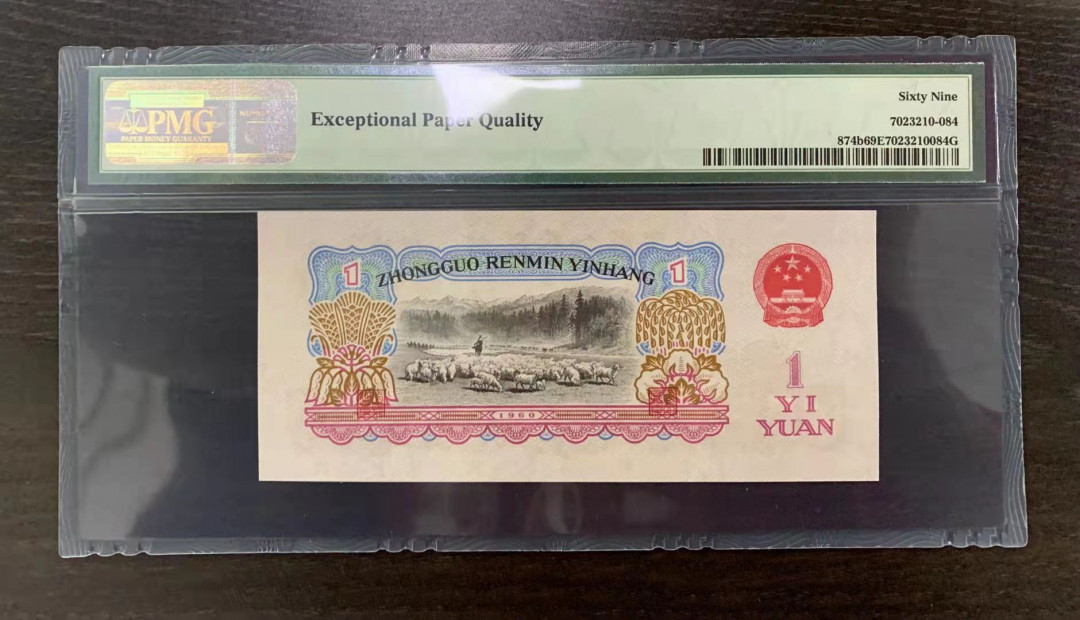 PMG
PAPER MONEY GUARANTY
Exceptional Paper Quality
Sixty Nine
7023210-084
874b69E7023210084G
ZHONGGUO RENMIN YINHANG
1
1
1960
1
YI
YUAN